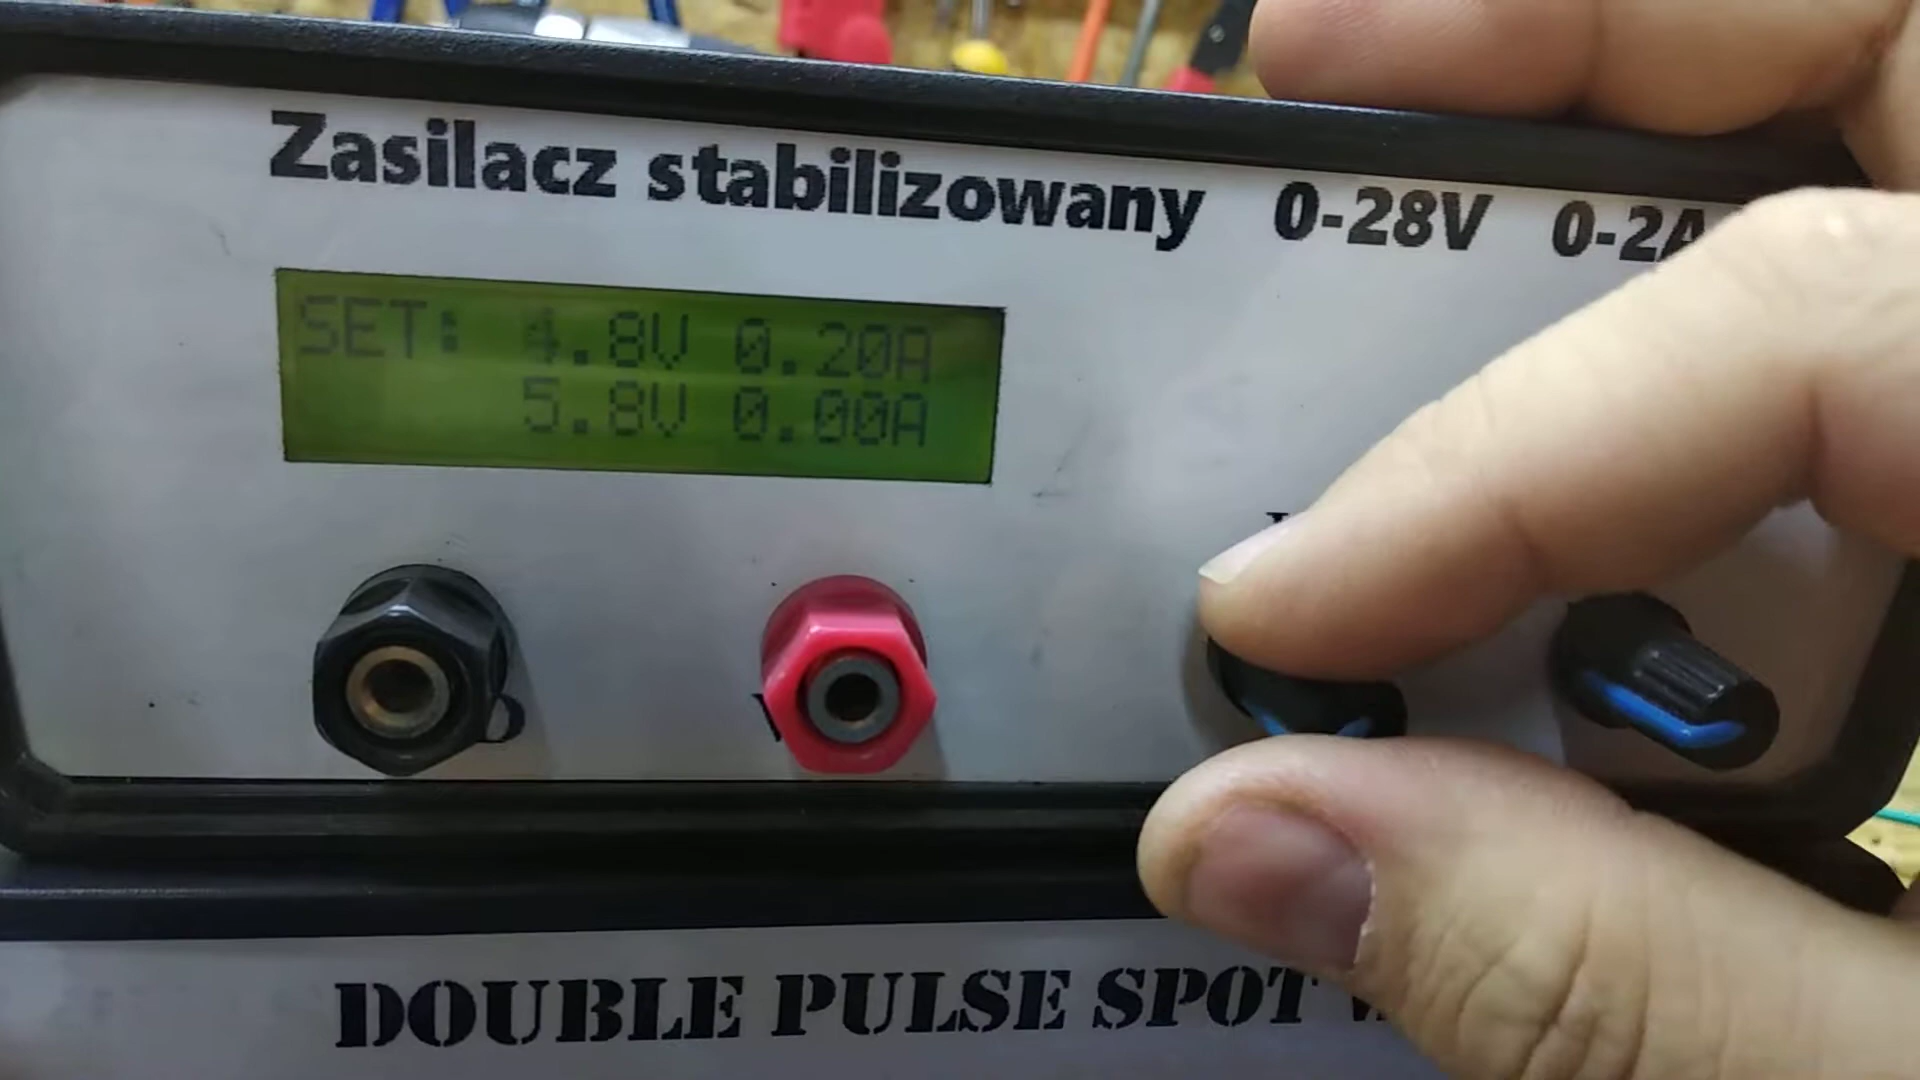 Zasilacz stabilizowany 0-28V 0-2A
SET: 4.8V 0.20A
5.8V 0.00A
DOUBLE PULSE SPOT